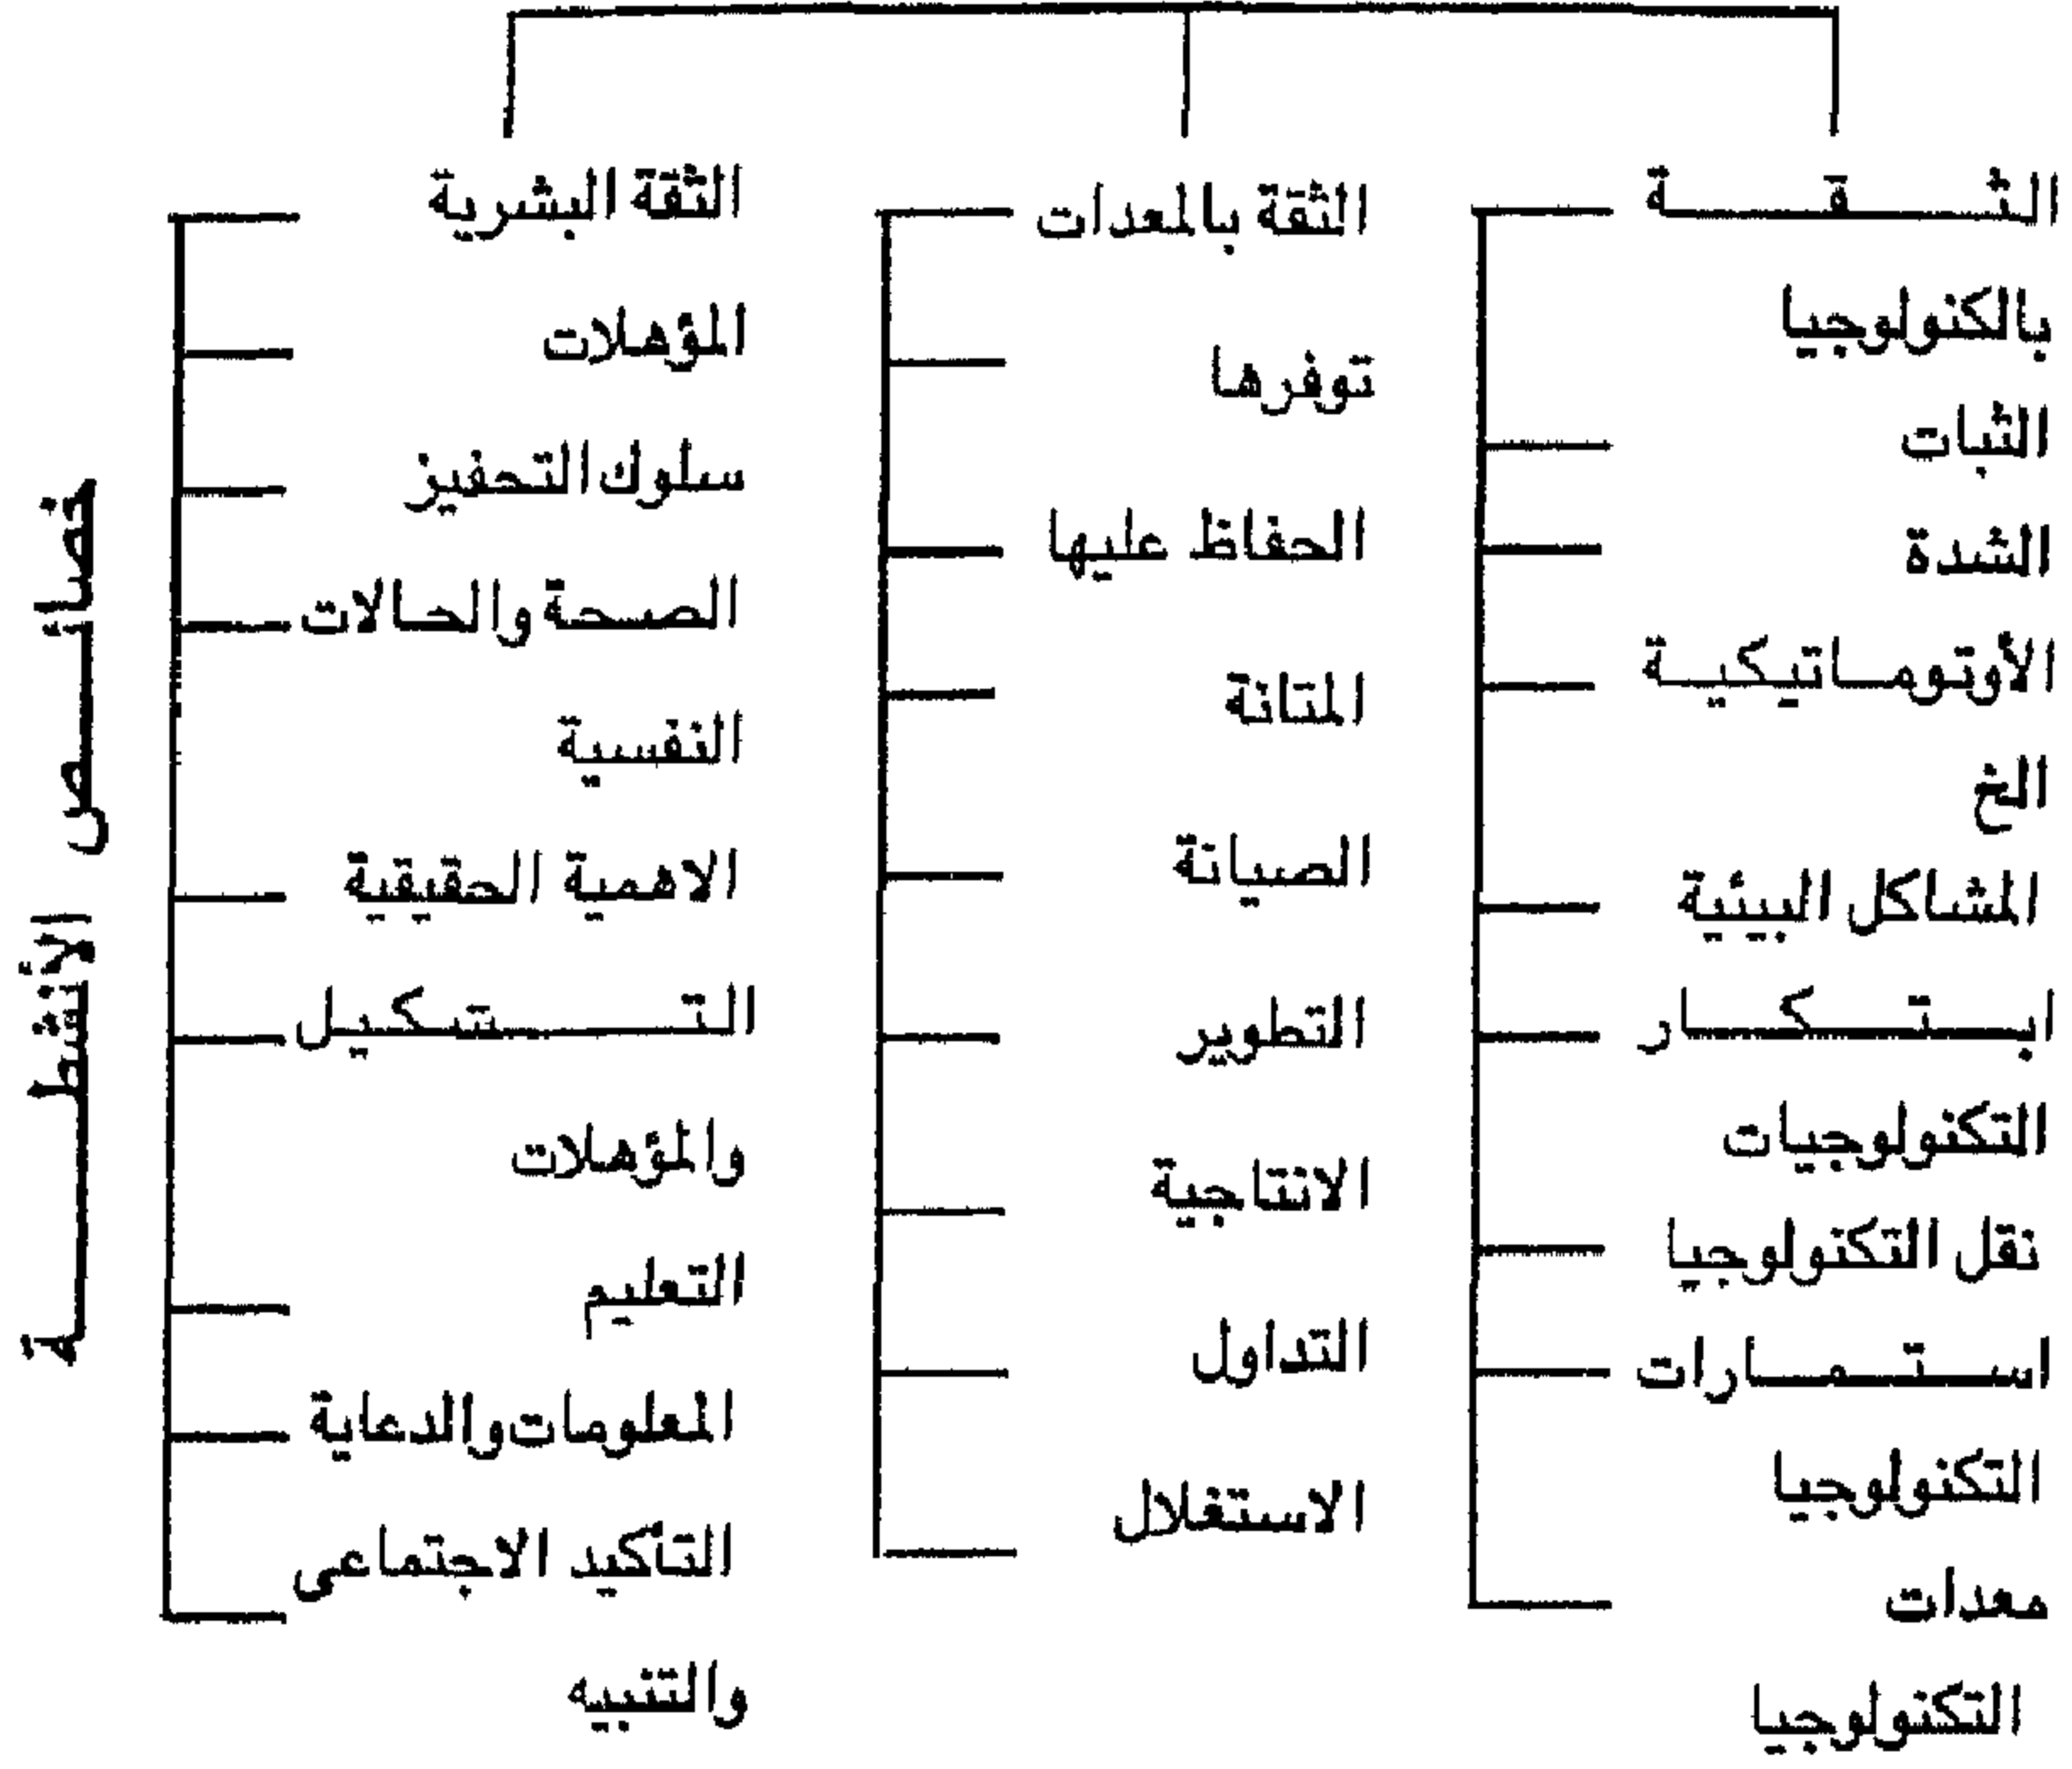 الثقة
بالكنولوجيا
الثبات
الشدة
الأوتوماتيكية
الخ
المشاكل البيئية
ابتكار
التكنولوجيات
نقل التكنولوجيا
استمارات
التكنولوجيا
معدات
التكنولوجيا
الثقة بالمعدات
توفرها
الحفاظ عليها
المتانة
الصيانة
التطوير
الانتاجية
التداول
الاستغلال
الثقة البشرية
المؤهلات
سلوك التحفيز
الصحة والحالات
النفسية
الاهمية الحقيقية
التشكيل
والمؤهلات
التعليم
المعلومات والدعاية
التأكيد الاجتماعى
والتنبيه
خصائص الأنشطة